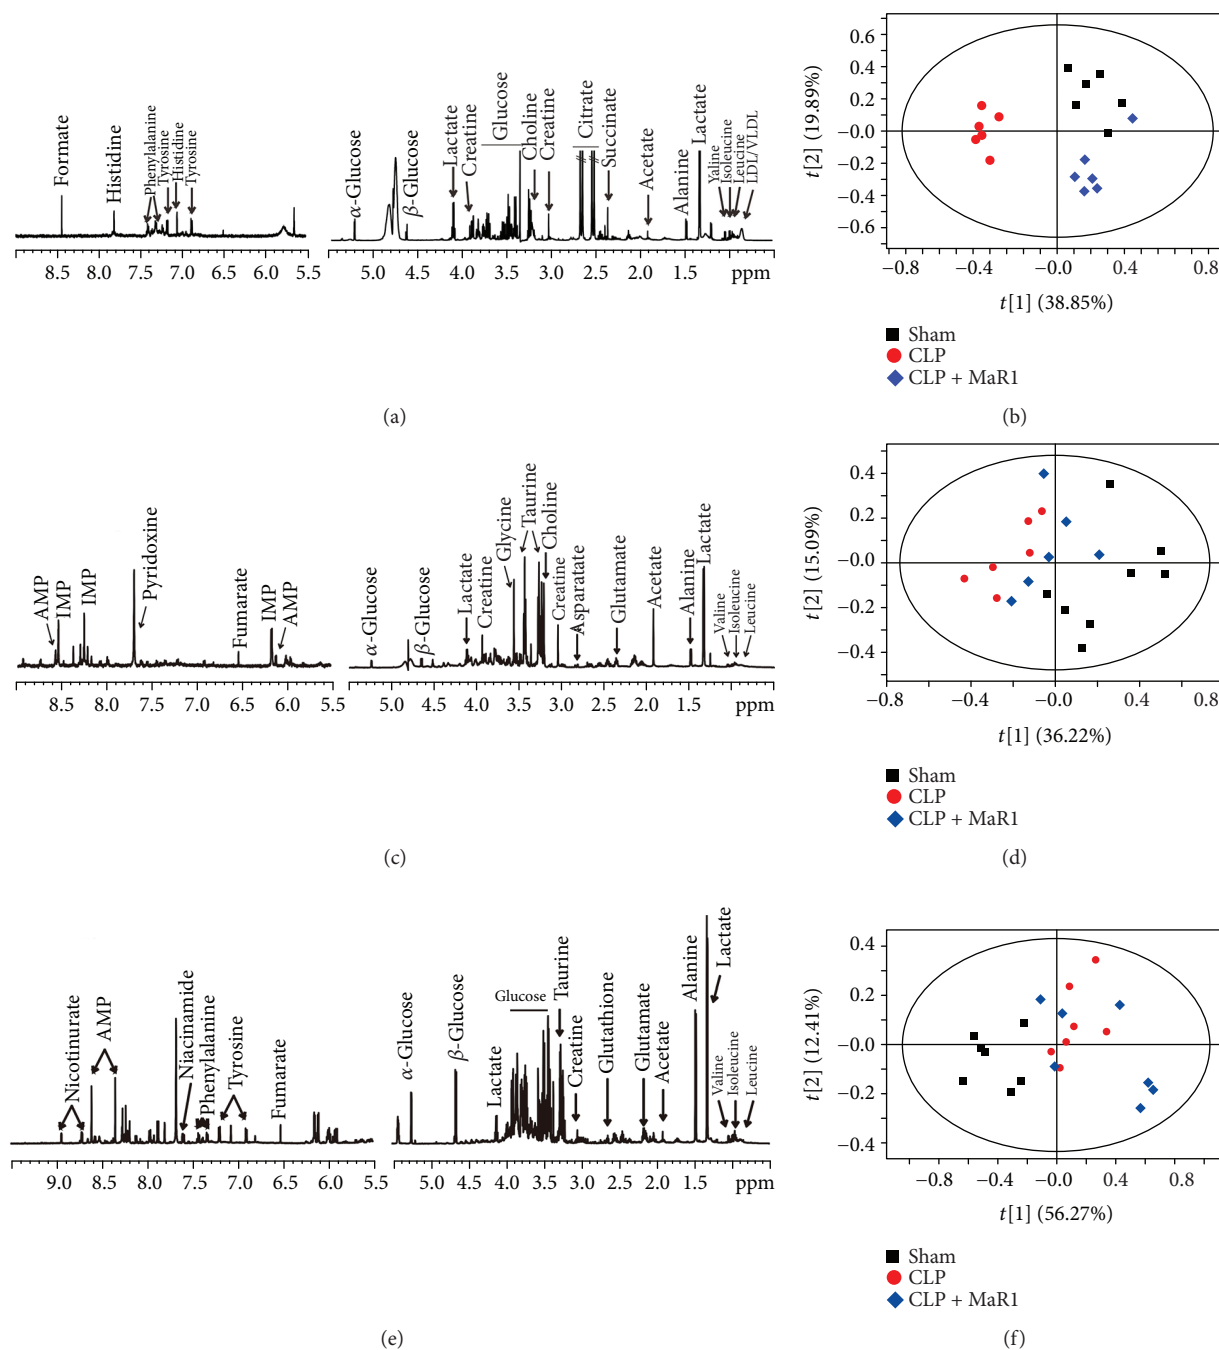 Formate
Histidine
Phenylalanine
Tyrosine
Histidine
Tyrosine
α-Glucose
β-Glucose
Lactate
Creatine
Glucose
Choline
Creatine
Citrate
Succinate
Acetate
Alanine
Lactate
Yaline
Isoleucine
Leucine
LDL/VLDL
// //
8.5 8.0 7.5 7.0 6.5 6.0 5.5
5.0 4.5 4.0 3.5 3.0 2.5 2.0 1.5 ppm
(a)
t[2] (19.89%)
0.6
0.4
0.2
−0.0
−0.2
−0.4
−0.6
−0.8 −0.4 −0.0 0.4 0.8
t[1] (38.85%)
Sham
CLP
CLP + MaR1
(b)
AMP
IMP
IMP
Pyridoxine
Fumarate
IMP
AMP
α-Glucose
β-Glucose
Lactate
Creatine
Glycine
Taurine
Choline
Creatine
Asparatate
Glutamate
Acetate
Alanine
Lactate
Valine
Isoleucine
Leucine
8.5 8.0 7.5 7.0 6.5 6.0 5.5
5.5 5.0 4.5 4.0 3.5 3.0 2.5 2.0 1.5 ppm
(c)
t[2] (15.09%)
0.4
0.2
−0.0
−0.2
−0.4
−0.8 −0.4 −0.0 0.4 0.8
t[1] (36.22%)
Sham
CLP
CLP + MaR1
(d)
Nicotinurate
AMP
Niacinamide
Phenylalanine
Tyrosine
Fumarate
α-Glucose
β-Glucose
Lactate
Glucose
Taurine
Creatine
Glutathione
Glutamate
Acetate
Alanine
Lactate
Valine
Isoleucine
Leucine
9.0 8.5 8.0 7.5 7.0 6.5 6.0 5.5
5.0 4.5 4.0 3.5 3.0 2.5 2.0 1.5 ppm
(e)
t[2] (12.41%)
0.4
0.2
−0.0
−0.2
−0.4
−0.8 −0.4 −0.0 0.4 0.8
t[1] (56.27%)
Sham
CLP
CLP + MaR1
(f)